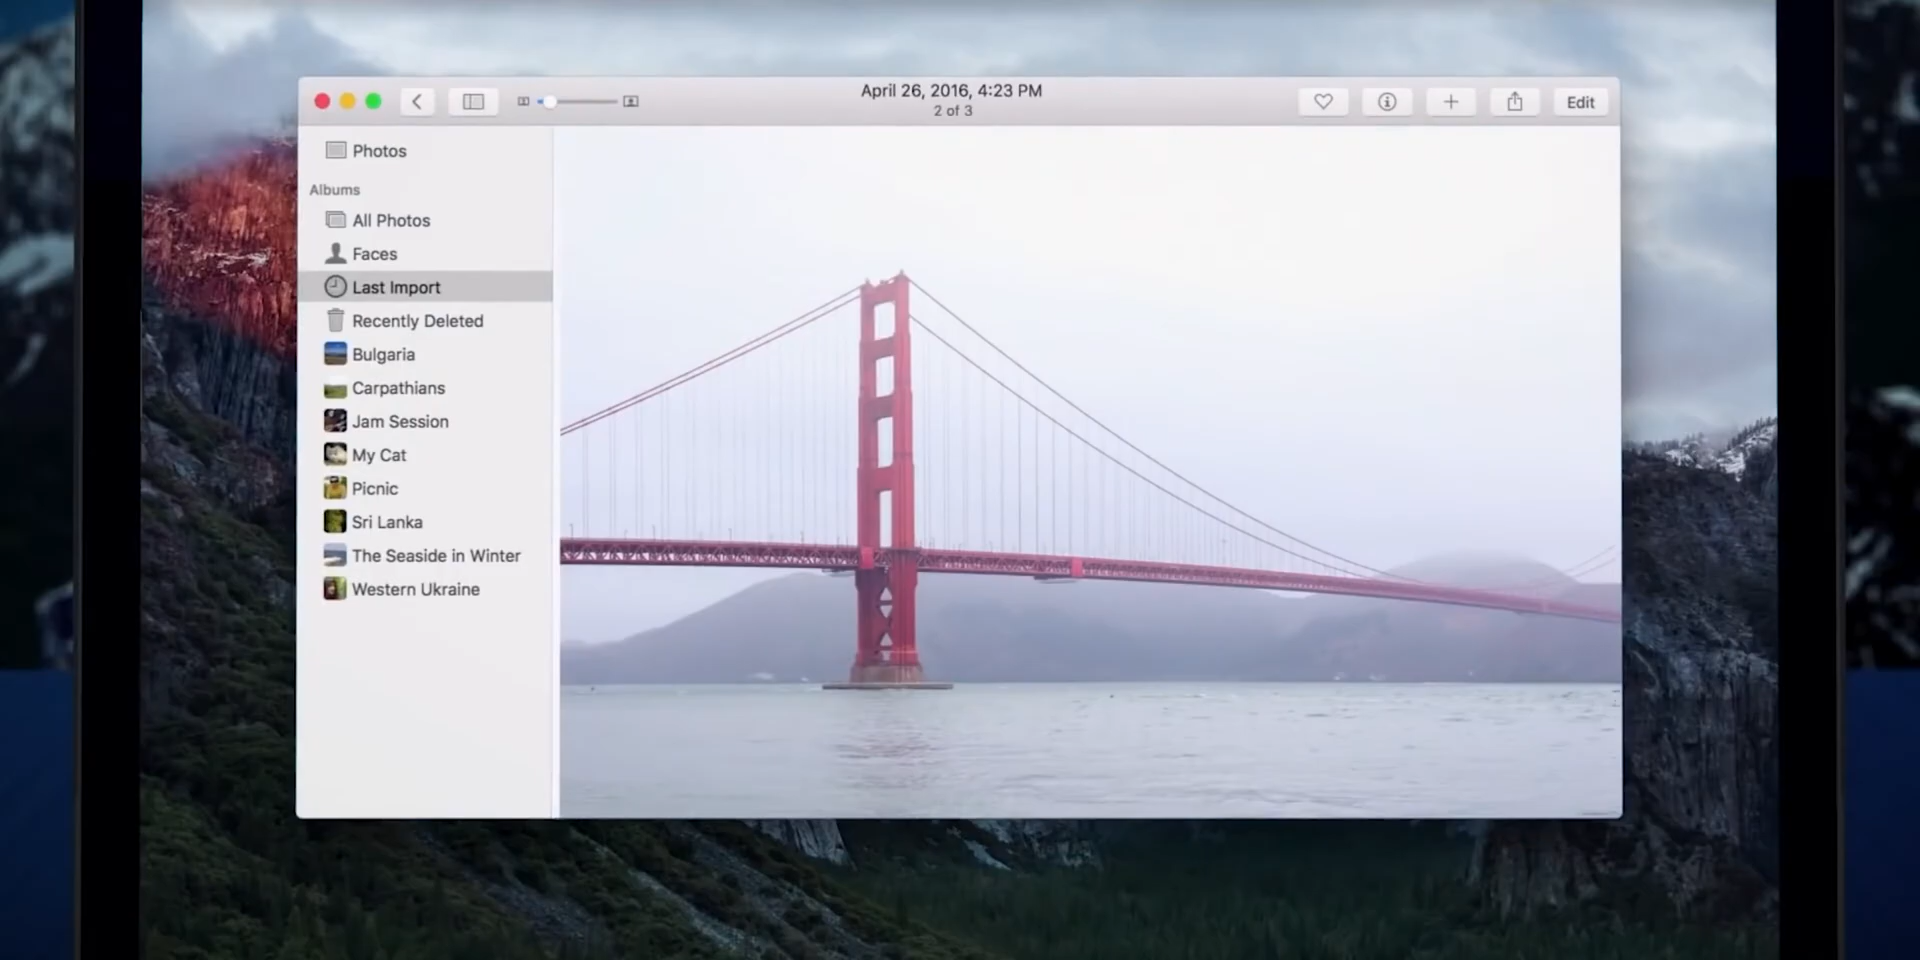 April 26, 2016, 4:23 PM
2 of 3
Edit
Photos
Albums
All Photos
Faces
Last Import
Recently Deleted
Bulgaria
Carpathians
Jam Session
My Cat
Picnic
Sri Lanka
The Seaside in Winter
Western Ukraine